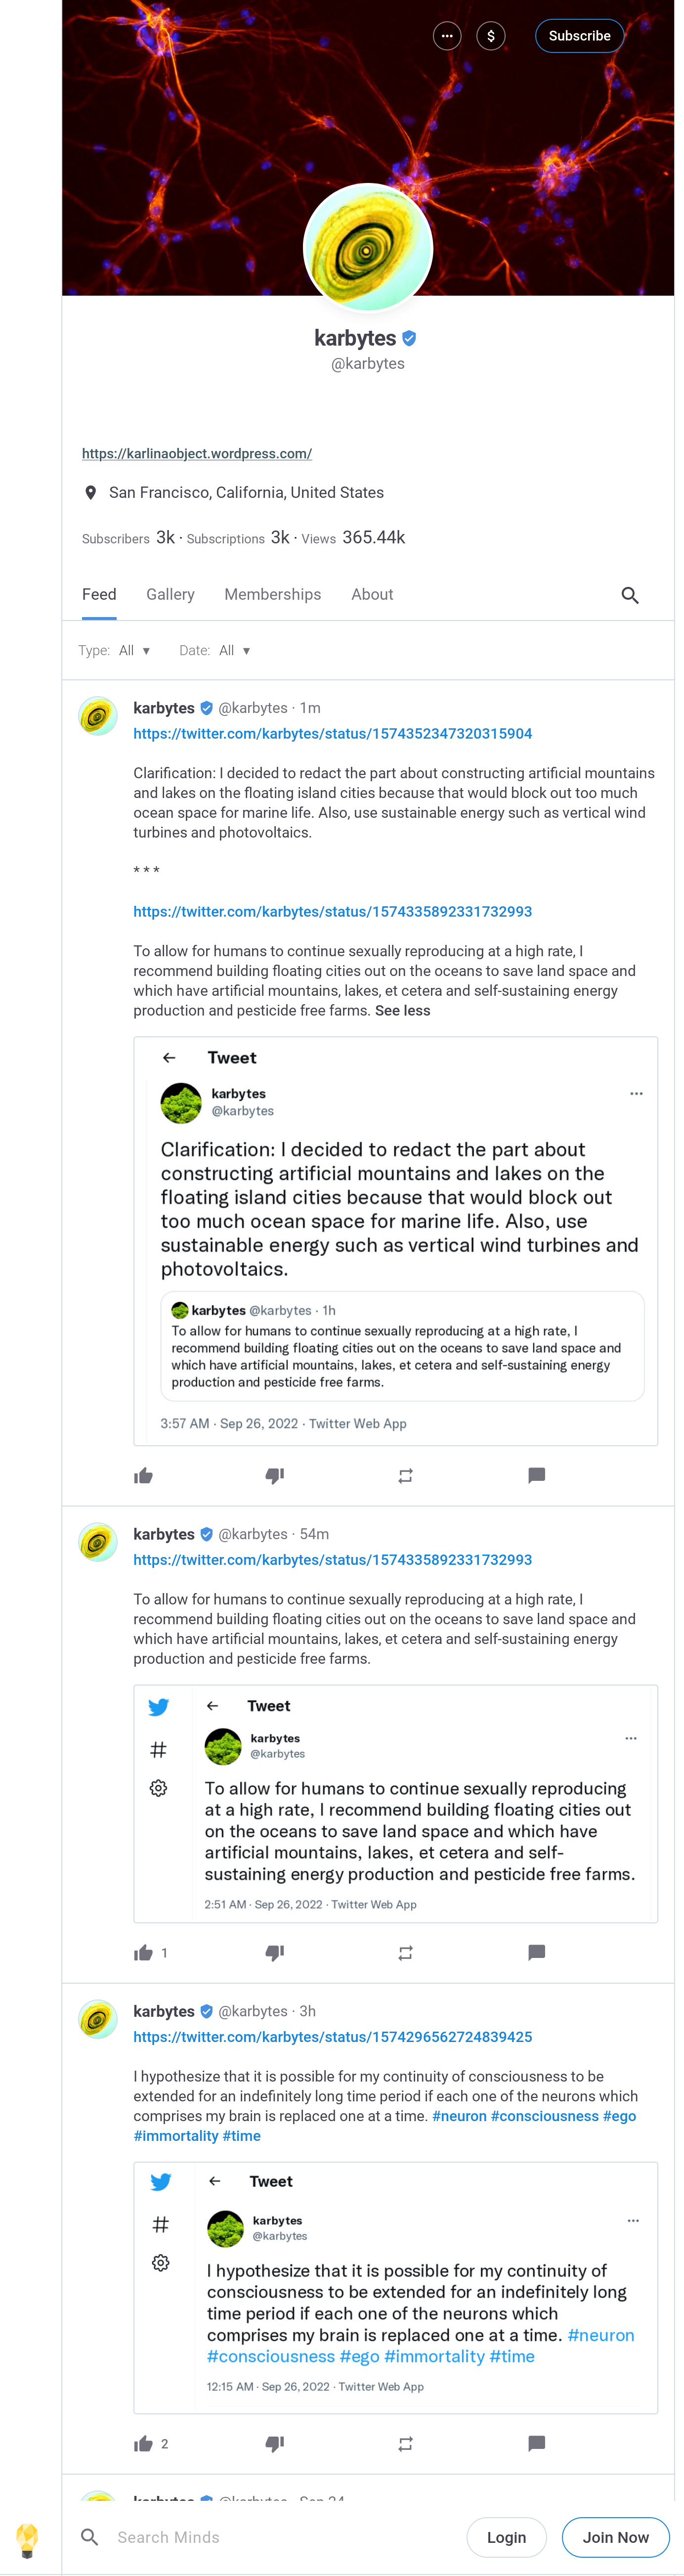 $
Subscribe
karbytes
@karbytes
https://karlinaobject.wordpress.com/
San Francisco, California, United States
Subscribers 3k · Subscriptions 3k · Views 365.44k
Feed Gallery Memberships About
Type: All ▾ Date: All ▾
karbytes @karbytes · 1m
https://twitter.com/karbytes/status/1574352347320315904
Clarification: I decided to redact the part about constructing artificial mountains
and lakes on the floating island cities because that would block out too much
ocean space for marine life. Also, use sustainable energy such as vertical wind
turbines and photovoltaics.
* * *
https://twitter.com/karbytes/status/1574335892331732993
To allow for humans to continue sexually reproducing at a high rate, I
recommend building floating cities out on the oceans to save land space and
which have artificial mountains, lakes, et cetera and self-sustaining energy
production and pesticide free farms. See less
← Tweet
karbytes
@karbytes
Clarification: I decided to redact the part about
constructing artificial mountains and lakes on the
floating island cities because that would block out
too much ocean space for marine life. Also, use
sustainable energy such as vertical wind turbines and
photovoltaics.
karbytes @karbytes · 1h
To allow for humans to continue sexually reproducing at a high rate, I
recommend building floating cities out on the oceans to save land space and
which have artificial mountains, lakes, et cetera and self-sustaining energy
production and pesticide free farms.
3:57 AM · Sep 26, 2022 · Twitter Web App
karbytes @karbytes · 54m
https://twitter.com/karbytes/status/1574335892331732993
To allow for humans to continue sexually reproducing at a high rate, I
recommend building floating cities out on the oceans to save land space and
which have artificial mountains, lakes, et cetera and self-sustaining energy
production and pesticide free farms.
← Tweet
karbytes
@karbytes
To allow for humans to continue sexually reproducing
at a high rate, I recommend building floating cities out
on the oceans to save land space and which have
artificial mountains, lakes, et cetera and self-
sustaining energy production and pesticide free farms.
2:51 AM · Sep 26, 2022 · Twitter Web App
1
karbytes @karbytes · 3h
https://twitter.com/karbytes/status/1574296562724839425
I hypothesize that it is possible for my continuity of consciousness to be
extended for an indefinitely long time period if each one of the neurons which
comprises my brain is replaced one at a time. #neuron #consciousness #ego
#immortality #time
← Tweet
karbytes
@karbytes
I hypothesize that it is possible for my continuity of
consciousness to be extended for an indefinitely long
time period if each one of the neurons which
comprises my brain is replaced one at a time. #neuron
#consciousness #ego #immortality #time
12:15 AM · Sep 26, 2022 · Twitter Web App
2
karbytes @karbytes · Sep 24
Search Minds
Login
Join Now